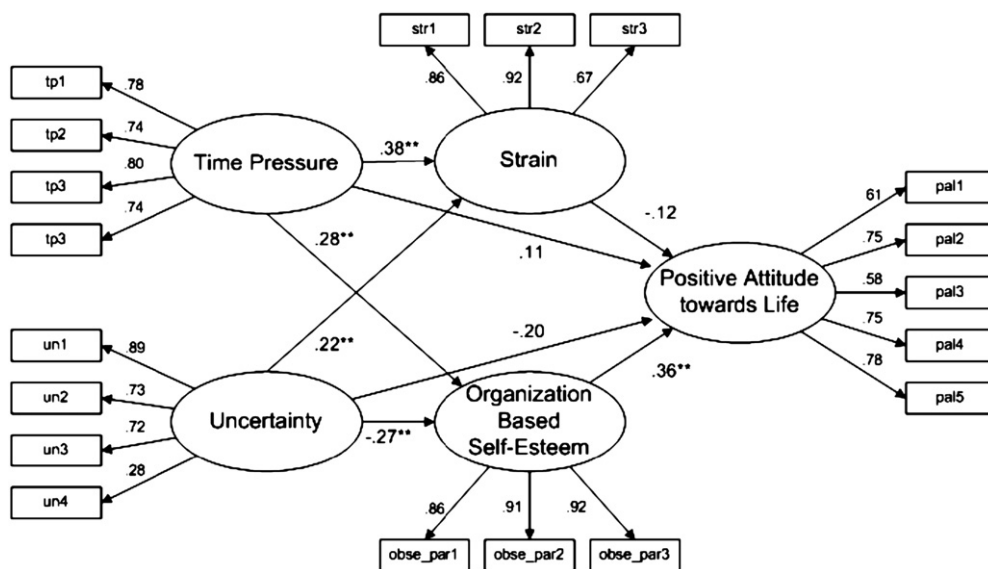 str1
str2
str3
.86
.92
.67
tp1
.78
tp2
.74
tp3
.80
tp3
.74
Time Pressure
.38**
Strain
-.12
.28**
.11
pal1
61
pal2
.75
pal3
.58
pal4
.75
pal5
.78
Positive Attitude
towards Life
un1
.89
un2
.73
un3
.72
un4
.28
Uncertainty
.22**
-.20
-.27**
.36**
Organization
Based
Self-Esteem
.86
.91
.92
obse_par1
obse_par2
obse_par3